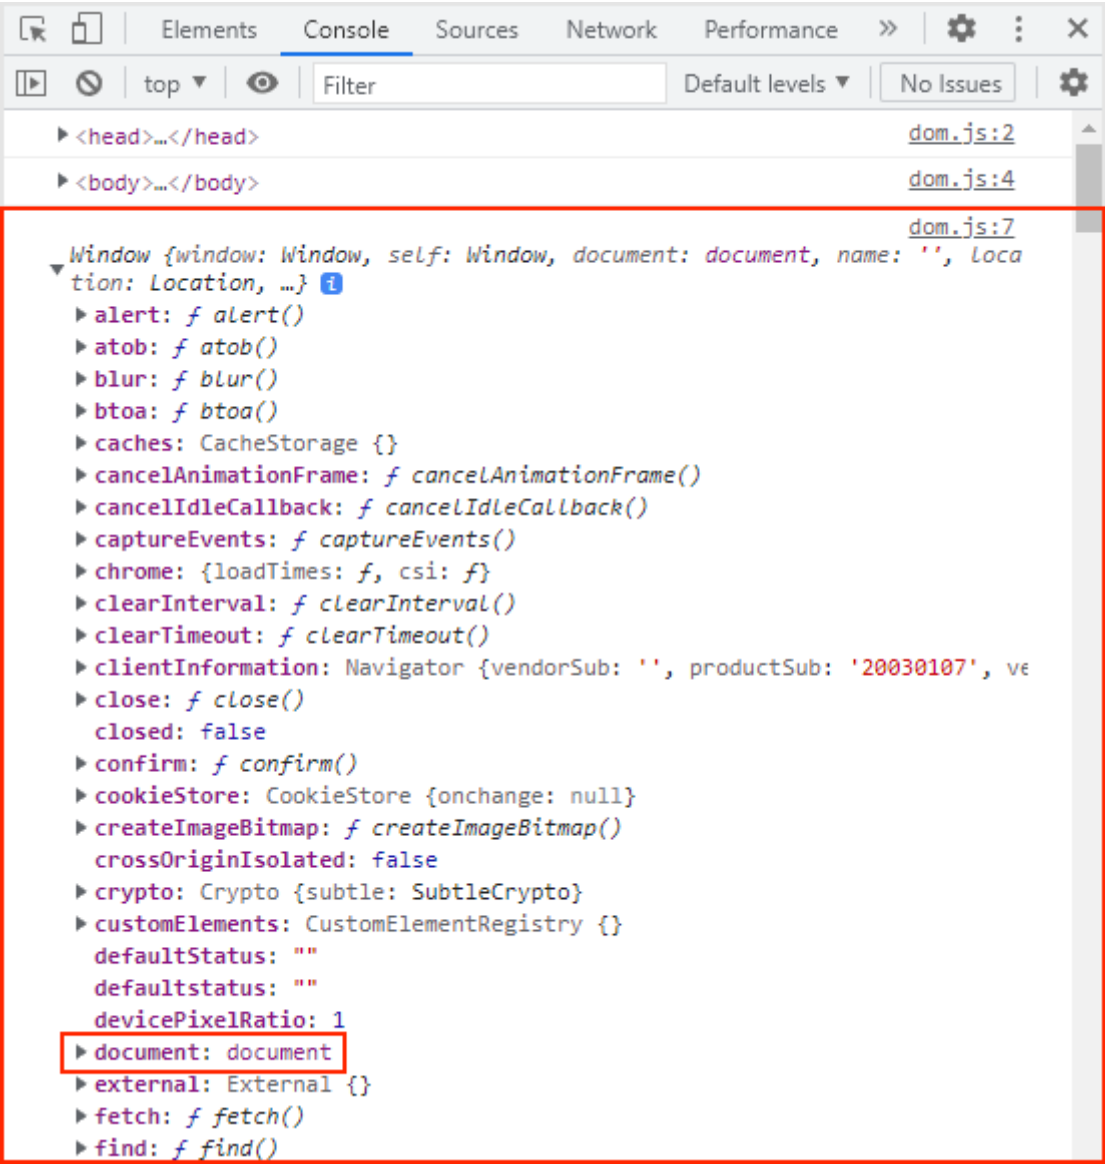 Elements Console Sources Network Performance »
top ▼ Filter Default levels ▼ No Issues
▶ <head>…</head> dom.js:2
▶ <body>…</body> dom.js:4
dom.js:7
Window {window: Window, self: Window, document: document, name: '', loca
▼ tion: Location, …} i
▶ alert: ƒ alert()
▶ atob: ƒ atob()
▶ blur: ƒ blur()
▶ btoa: ƒ btoa()
▶ caches: CacheStorage {}
▶ cancelAnimationFrame: ƒ cancelAnimationFrame()
▶ cancelIdleCallback: ƒ cancelIdleCallback()
▶ captureEvents: ƒ captureEvents()
▶ chrome: {loadTimes: ƒ, csi: ƒ}
▶ clearInterval: ƒ clearInterval()
▶ clearTimeout: ƒ clearTimeout()
▶ clientInformation: Navigator {vendorSub: '', productSub: '20030107', ve
▶ close: ƒ close()
closed: false
▶ confirm: ƒ confirm()
▶ cookieStore: CookieStore {onchange: null}
▶ createImageBitmap: ƒ createImageBitmap()
crossOriginIsolated: false
▶ crypto: Crypto {subtle: SubtleCrypto}
▶ customElements: CustomElementRegistry {}
defaultStatus: ""
defaultstatus: ""
devicePixelRatio: 1
▶ document: document
▶ external: External {}
▶ fetch: ƒ fetch()
▶ find: ƒ find()